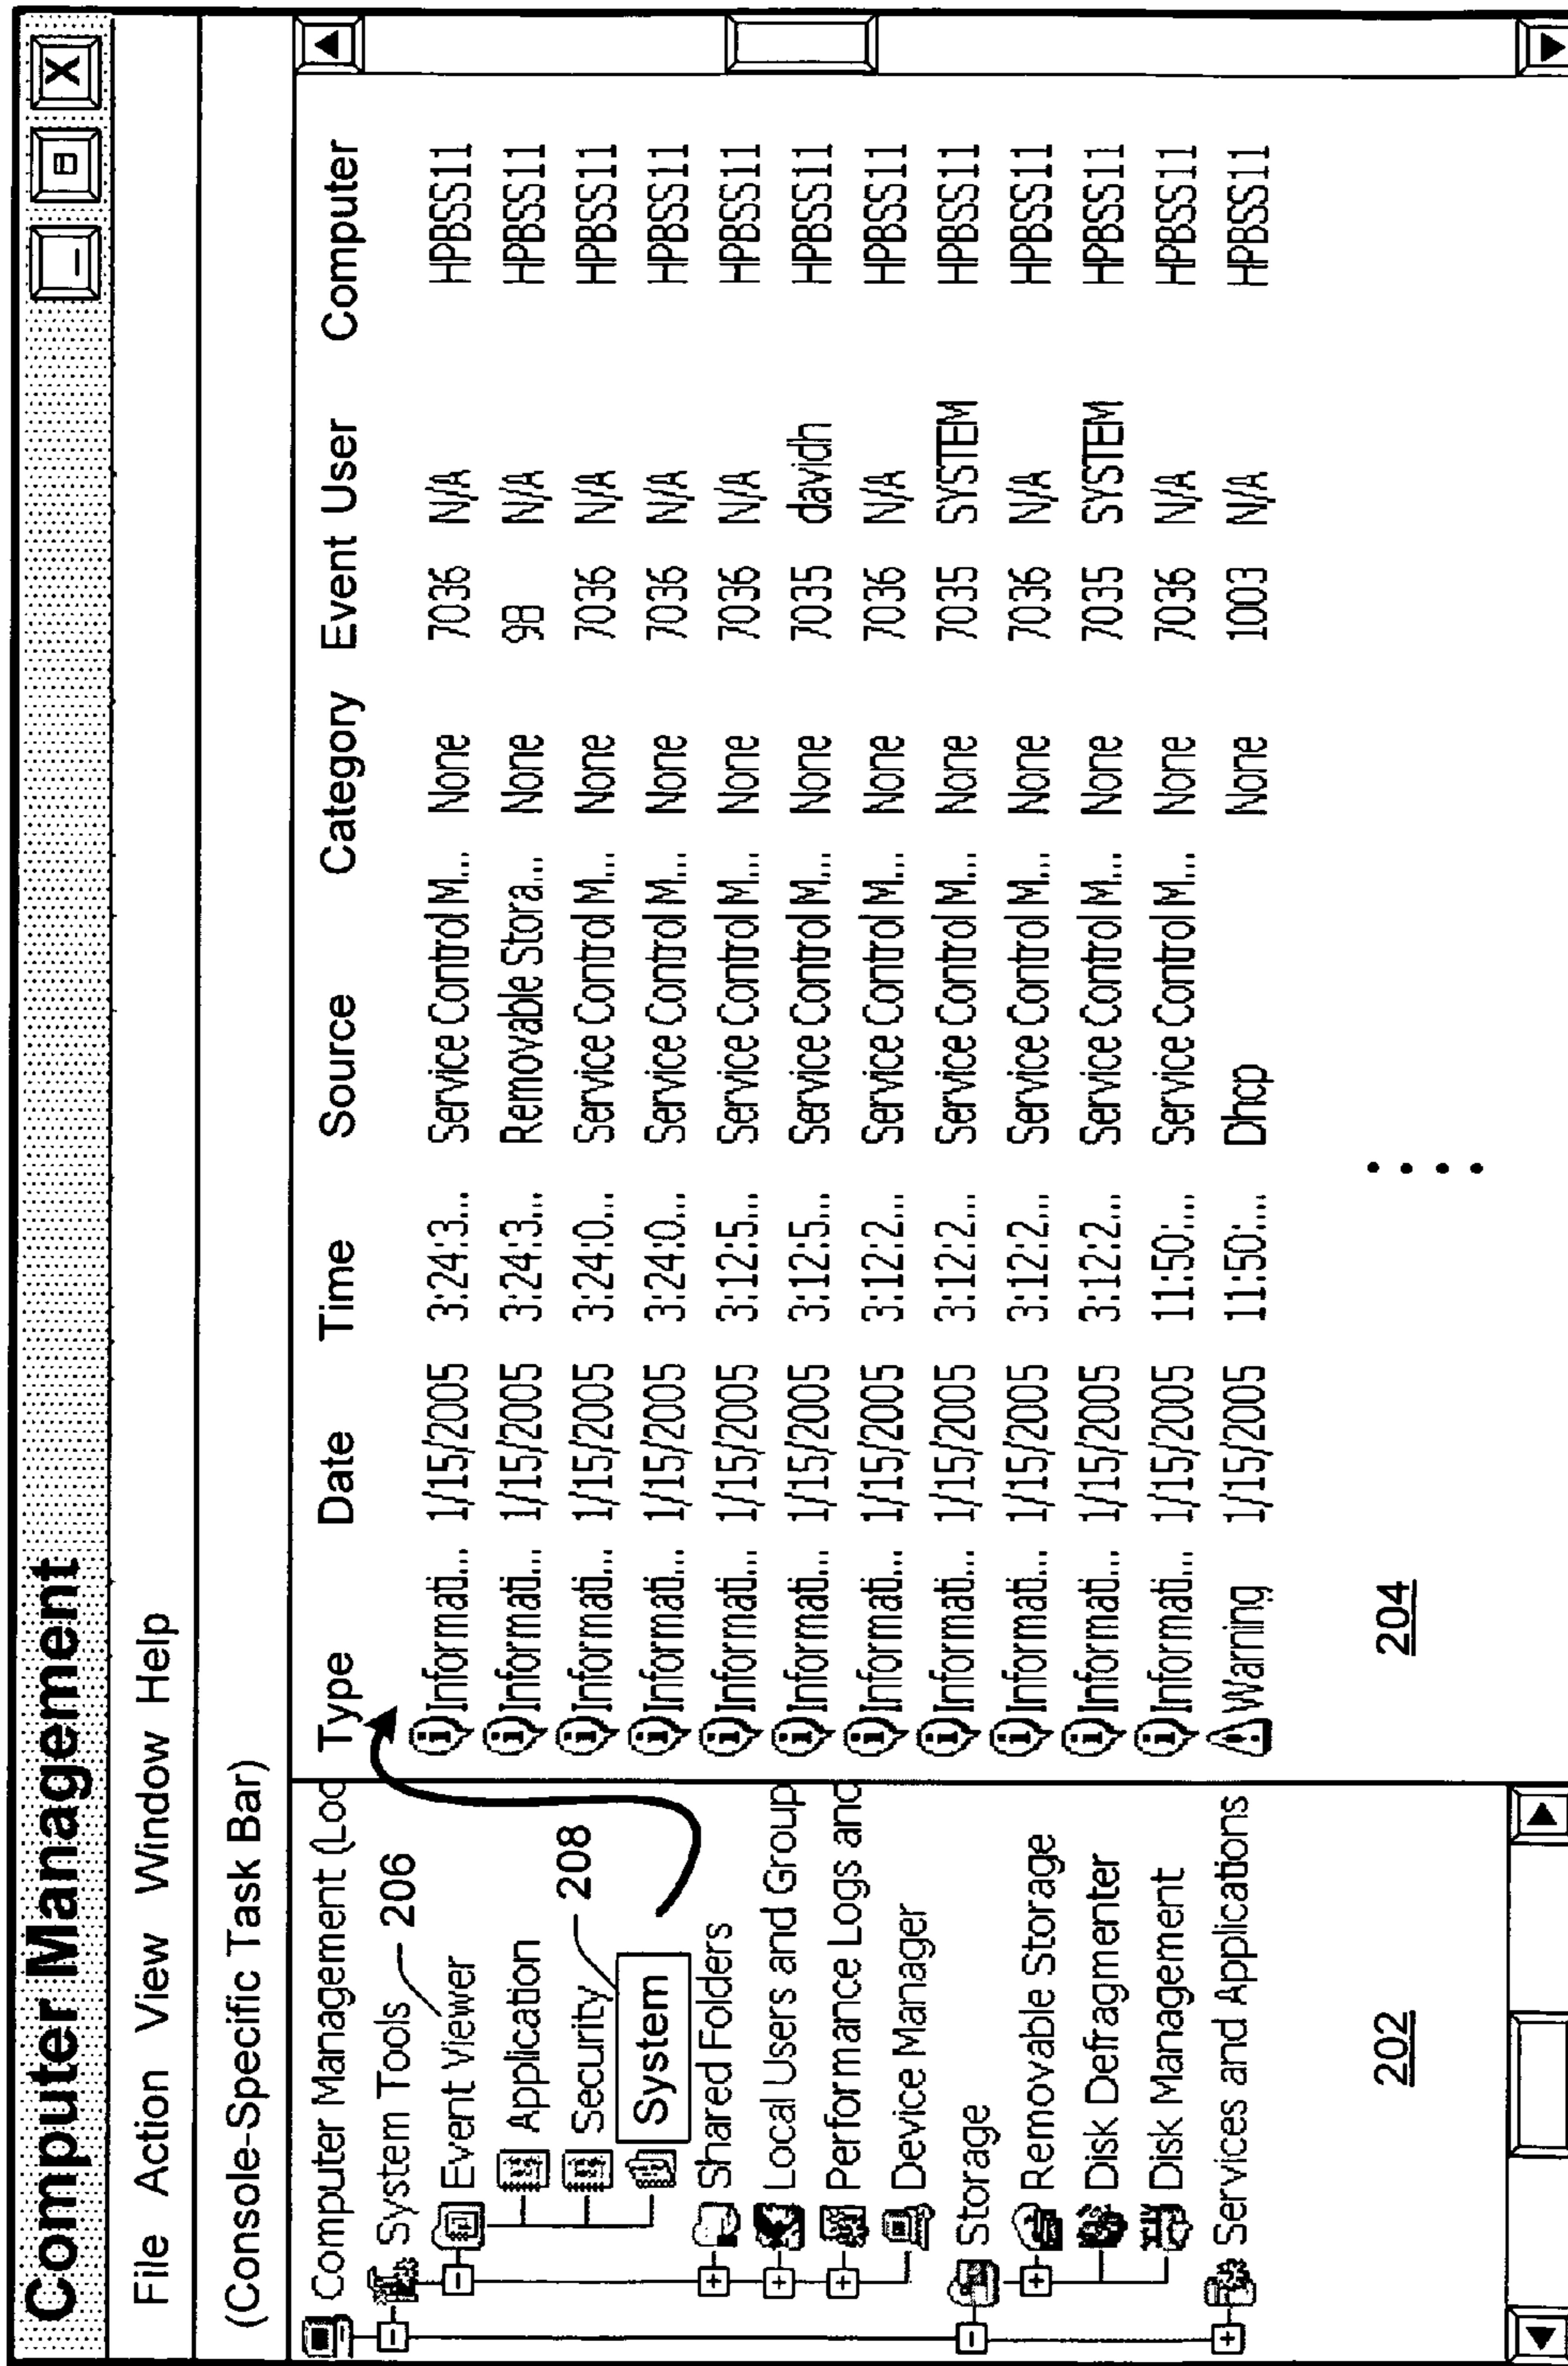 Computer Management
File Action View Window Help
(Console-Specific Task Bar)
Computer Management (Loc
System Tools
206
Event Viewer
Application
Security
208
System
Shared Folders
Local Users and Group
Performance Logs and
Device Manager
Storage
Removable Storage
Disk Defragmenter
Disk Management
Services and Applications
202
Type Date Time Source Category Event User Computer
Informati... 1/15/2005 3:24:3... Service Control M... None 7036 N/A HPBSS11
Informati... 1/15/2005 3:24:3... Removable Stora... None 98 N/A HPBSS11
Informati... 1/15/2005 3:24:0... Service Control M... None 7036 N/A HPBSS11
Informati... 1/15/2005 3:24:0... Service Control M... None 7036 N/A HPBSS11
Informati... 1/15/2005 3:12:5... Service Control M... None 7036 N/A HPBSS11
Informati... 1/15/2005 3:12:5... Service Control M... None 7035 davidh HPBSS11
Informati... 1/15/2005 3:12:2... Service Control M... None 7036 N/A HPBSS11
Informati... 1/15/2005 3:12:2... Service Control M... None 7035 SYSTEM HPBSS11
Informati... 1/15/2005 3:12:2... Service Control M... None 7036 N/A HPBSS11
Informati... 1/15/2005 3:12:2... Service Control M... None 7035 SYSTEM HPBSS11
Informati... 1/15/2005 11:50:... Service Control M... None 7036 N/A HPBSS11
Warning 1/15/2005 11:50:... Dhcp None 1003 N/A HPBSS11
204